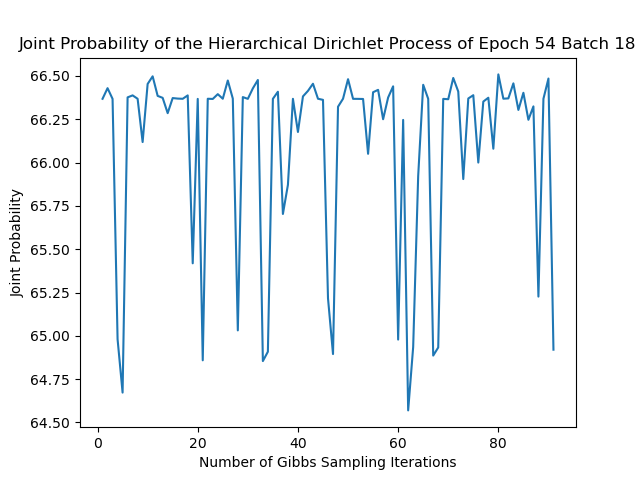 Joint Probability of the Hierarchical Dirichlet Process of Epoch 54 Batch 18
66.50
66.25
66.00
65.75
65.50
65.25
65.00
64.75
64.50
Joint Probability
0 20 40 60 80
Number of Gibbs Sampling Iterations